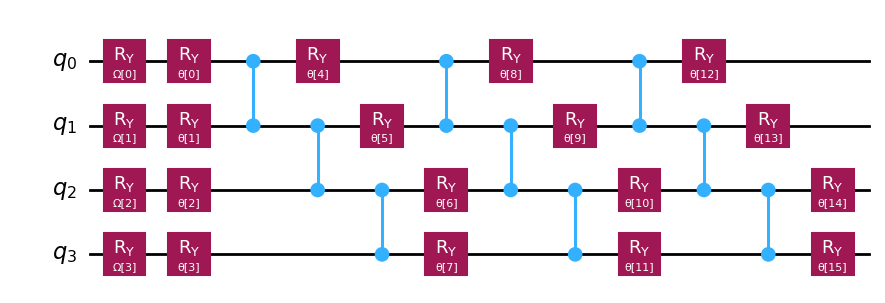 q0 RY Ω[0] RY θ[0] RY θ[4] RY θ[8] RY θ[12]
q1 RY Ω[1] RY θ[1] RY θ[5] RY θ[9] RY θ[13]
q2 RY Ω[2] RY θ[2] RY θ[6] RY θ[10] RY θ[14]
q3 RY Ω[3] RY θ[3] RY θ[7] RY θ[11] RY θ[15]